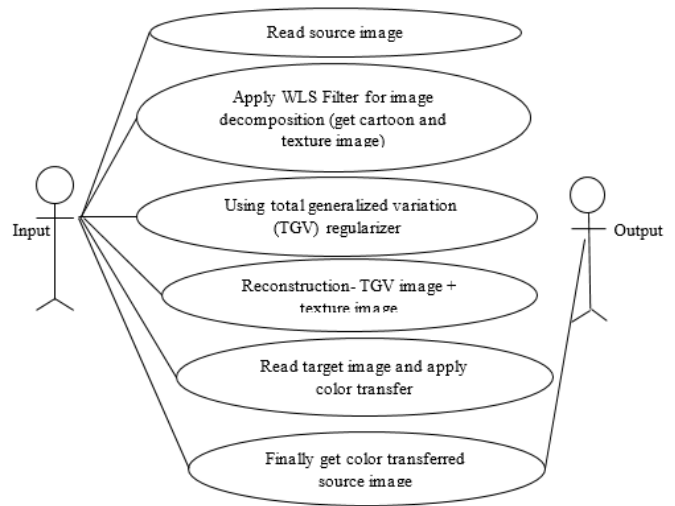 Read source image
Apply WLS Filter for image
decomposition (get cartoon and
texture image)
Using total generalized variation
(TGV) regularizer
Input
Output
Reconstruction- TGV image +
texture image
Read target image and apply
color transfer
Finally get color transferred
source image